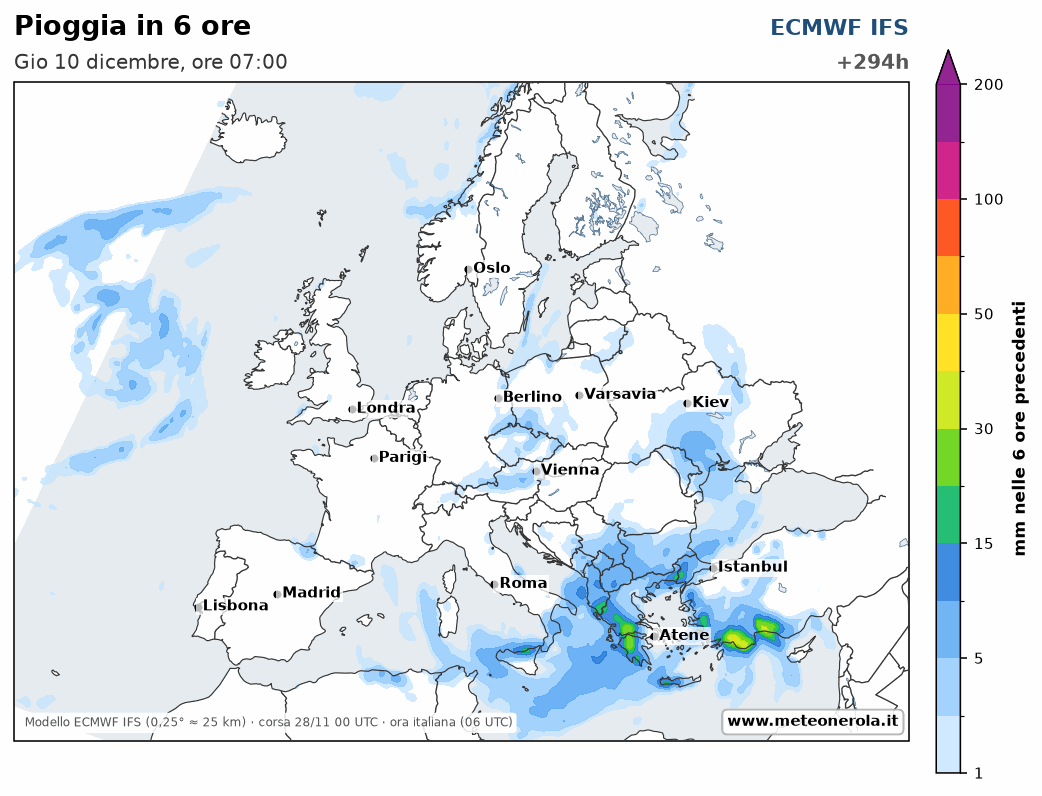 Pioggia in 6 ore
ECMWF IFS
Gio 10 dicembre, ore 07:00
+294h
200
100
50
30
15
5
1
mm nelle 6 ore precedenti
Oslo
Berlino
Varsavia
Kiev
Londra
Parigi
Vienna
Istanbul
Roma
Madrid
Lisbona
Atene
Modello ECMWF IFS (0,25° ≈ 25 km) · corsa 28/11 00 UTC · ora italiana (06 UTC)
www.meteonerola.it